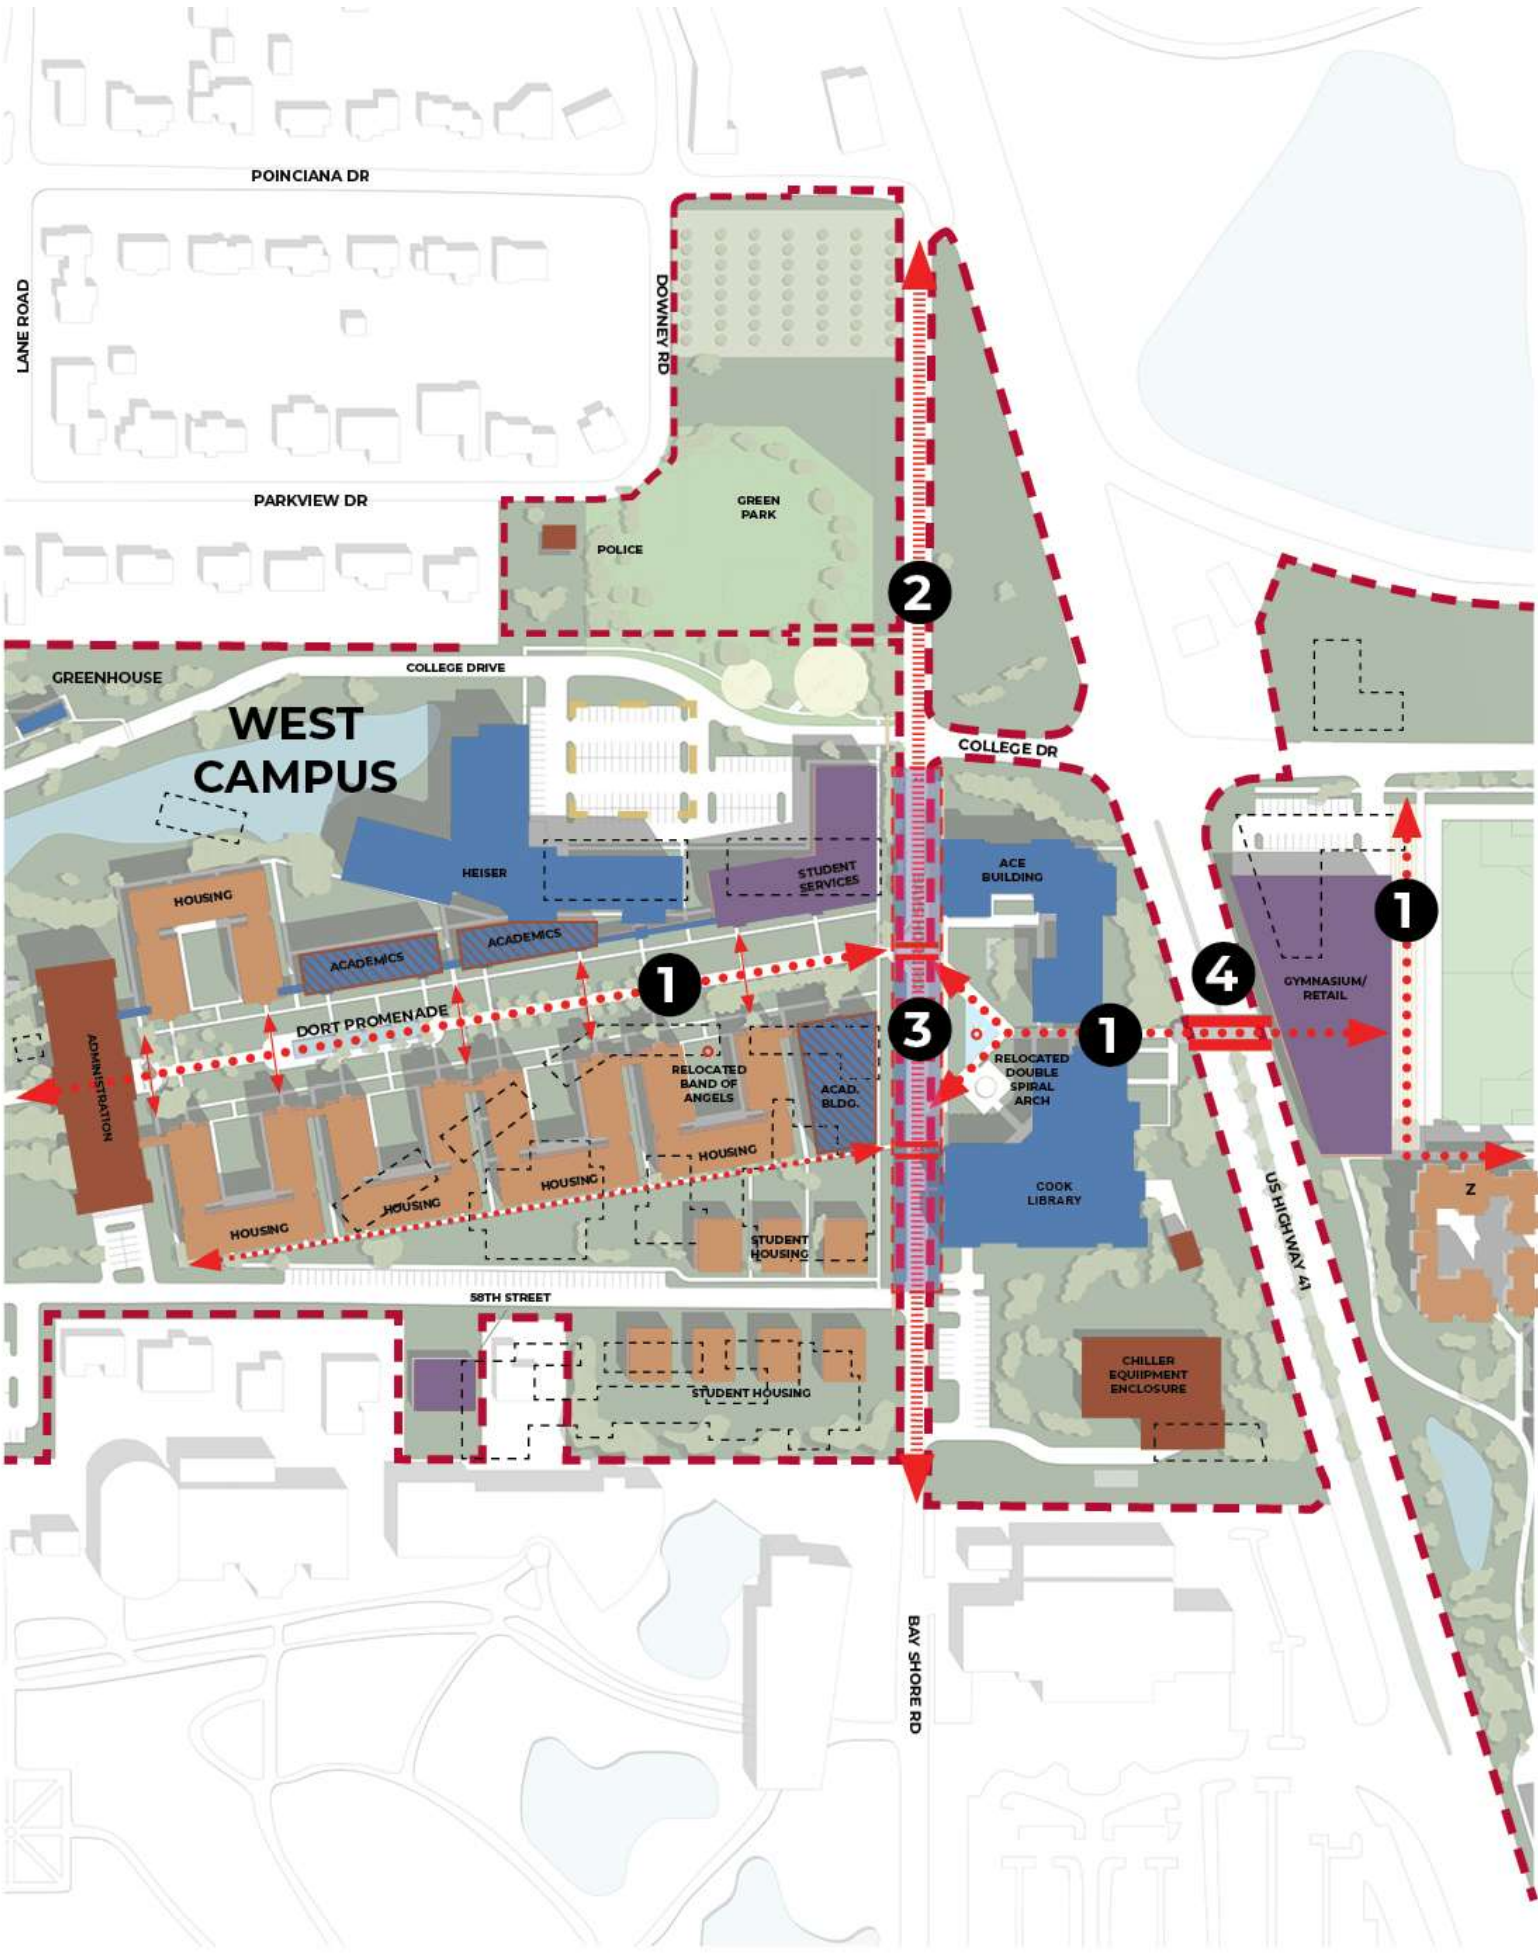 POINCIANA DR
LANE ROAD
DOWNEY RD
PARKVIEW DR
GREEN
PARK
POLICE
2
COLLEGE DRIVE
GREENHOUSE
WEST
CAMPUS
COLLEGE DR
HEISER
STUDENT
SERVICES
ACE
BUILDING
HOUSING
ACADEMICS
ACADEMICS
1
1
4
GYMNASIUM/
RETAIL
DORT PROMENADE
3
1
ADMINISTRATION
RELOCATED
BAND OF
ANGELS
ACAD.
BLDG.
RELOCATED
DOUBLE
SPIRAL
ARCH
HOUSING
HOUSING
HOUSING
HOUSING
COOK
LIBRARY
Z
STUDENT
HOUSING
US HIGHWAY 41
58TH STREET
CHILLER
EQUIIPMENT
ENCLOSURE
STUDENT HOUSING
BAY SHORE RD